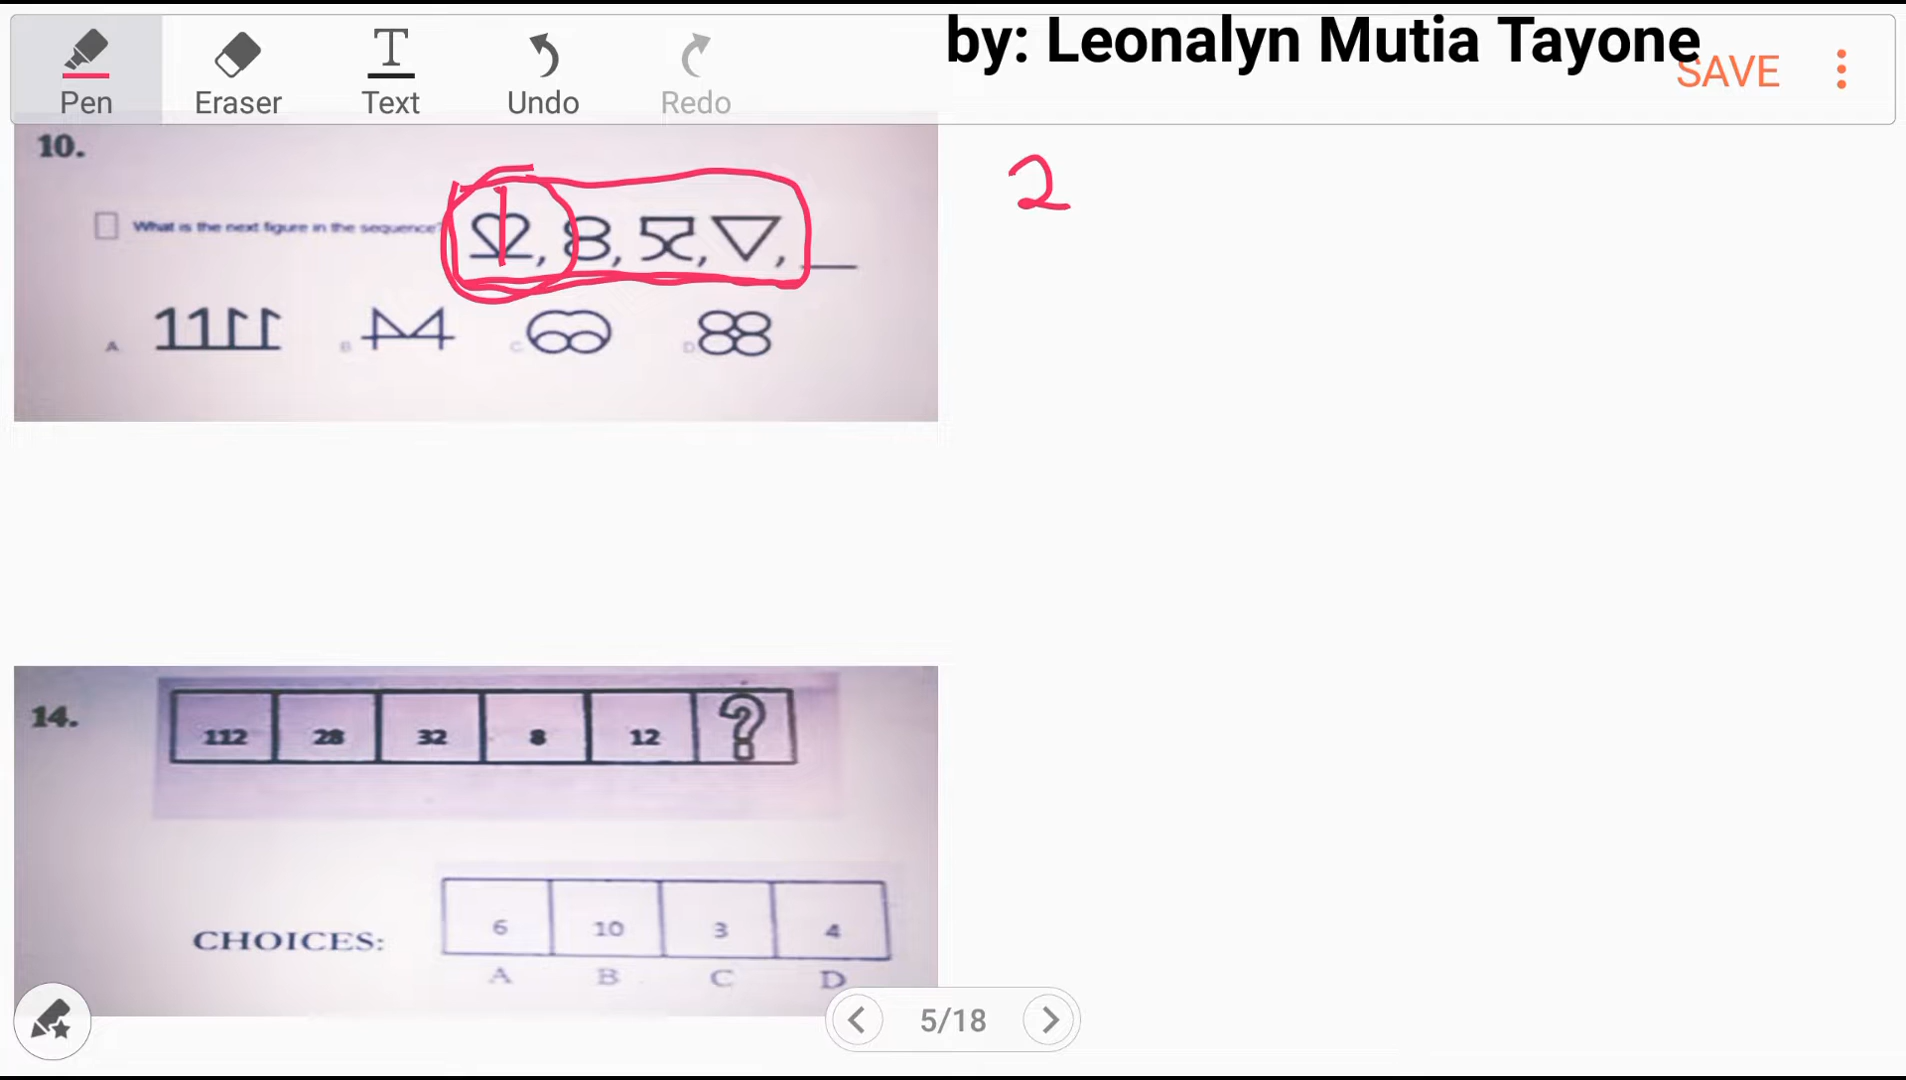 by: Leonalyn Mutia Tayone
Pen Eraser Text Undo Redo SAVE
10.
What is the next figure in the sequence?
2
A B C D
14.
112 28 32 8 12 ?
CHOICES: 6 10 3 4
A B C D
5/18